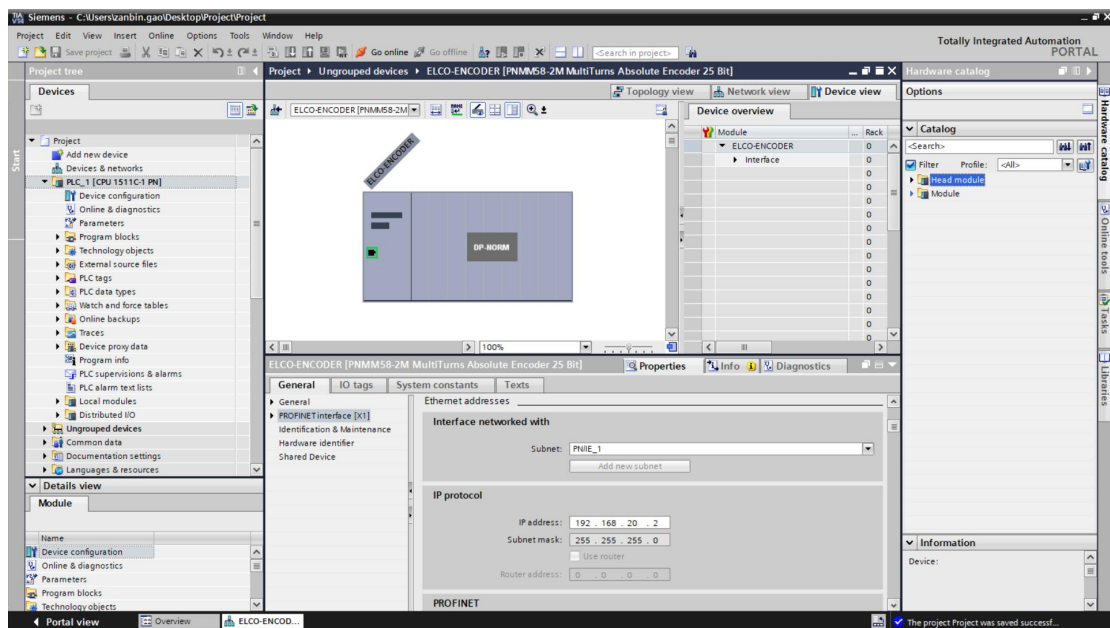 Siemens - C:\Users\zanbin.gao\Desktop\Project\Project
Project Edit View Insert Online Options Tools Window Help
Totally Integrated Automation
PORTAL
Save project Go online Go offline <Search in project>
Project tree
Devices
Project
Add new device
Devices & networks
PLC_1 [CPU 1511C-1 PN]
Device configuration
Online & diagnostics
Parameters
Program blocks
Technology objects
External source files
PLC tags
PLC data types
Watch and force tables
Online backups
Traces
Device proxy data
Program info
PLC supervisions & alarms
PLC alarm text lists
Local modules
Distributed I/O
Ungrouped devices
Common data
Documentation settings
Languages & resources
Details view
Module
Name
Device configuration
Online & diagnostics
Parameters
Program blocks
Technology objects
Start
Project Ungrouped devices ELCO-ENCODER [PNMM58-2M MultiTurns Absolute Encoder 25 Bit]
Topology view Network view Device view
ELCO-ENCODER [PNMM58-2M
ELCO-ENCODER
DP-NORM
100%
Device overview
Module ... Rack
ELCO-ENCODER 0
Interface 0
0
0
0
0
0
0
0
0
0
0
0
0
0
ELCO-ENCODER [PNMM58-2M MultiTurns Absolute Encoder 25 Bit]
Properties Info Diagnostics
General IO tags System constants Texts
General
PROFINET interface [X1]
Identification & Maintenance
Hardware identifier
Shared Device
Ethernet addresses
Interface networked with
Subnet: PN/IE_1
Add new subnet
IP protocol
IP address: 192 . 168 . 20 . 2
Subnet mask: 255 . 255 . 255 . 0
Use router
Router address: 0 . 0 . 0 . 0
PROFINET
Hardware catalog
Options
Catalog
<Search>
Filter Profile: <All>
Head module
Module
Information
Device:
Hardware catalog
Online tools
Tasks
Libraries
Portal view Overview ELCO-ENCOD...
The project Project was saved successf...